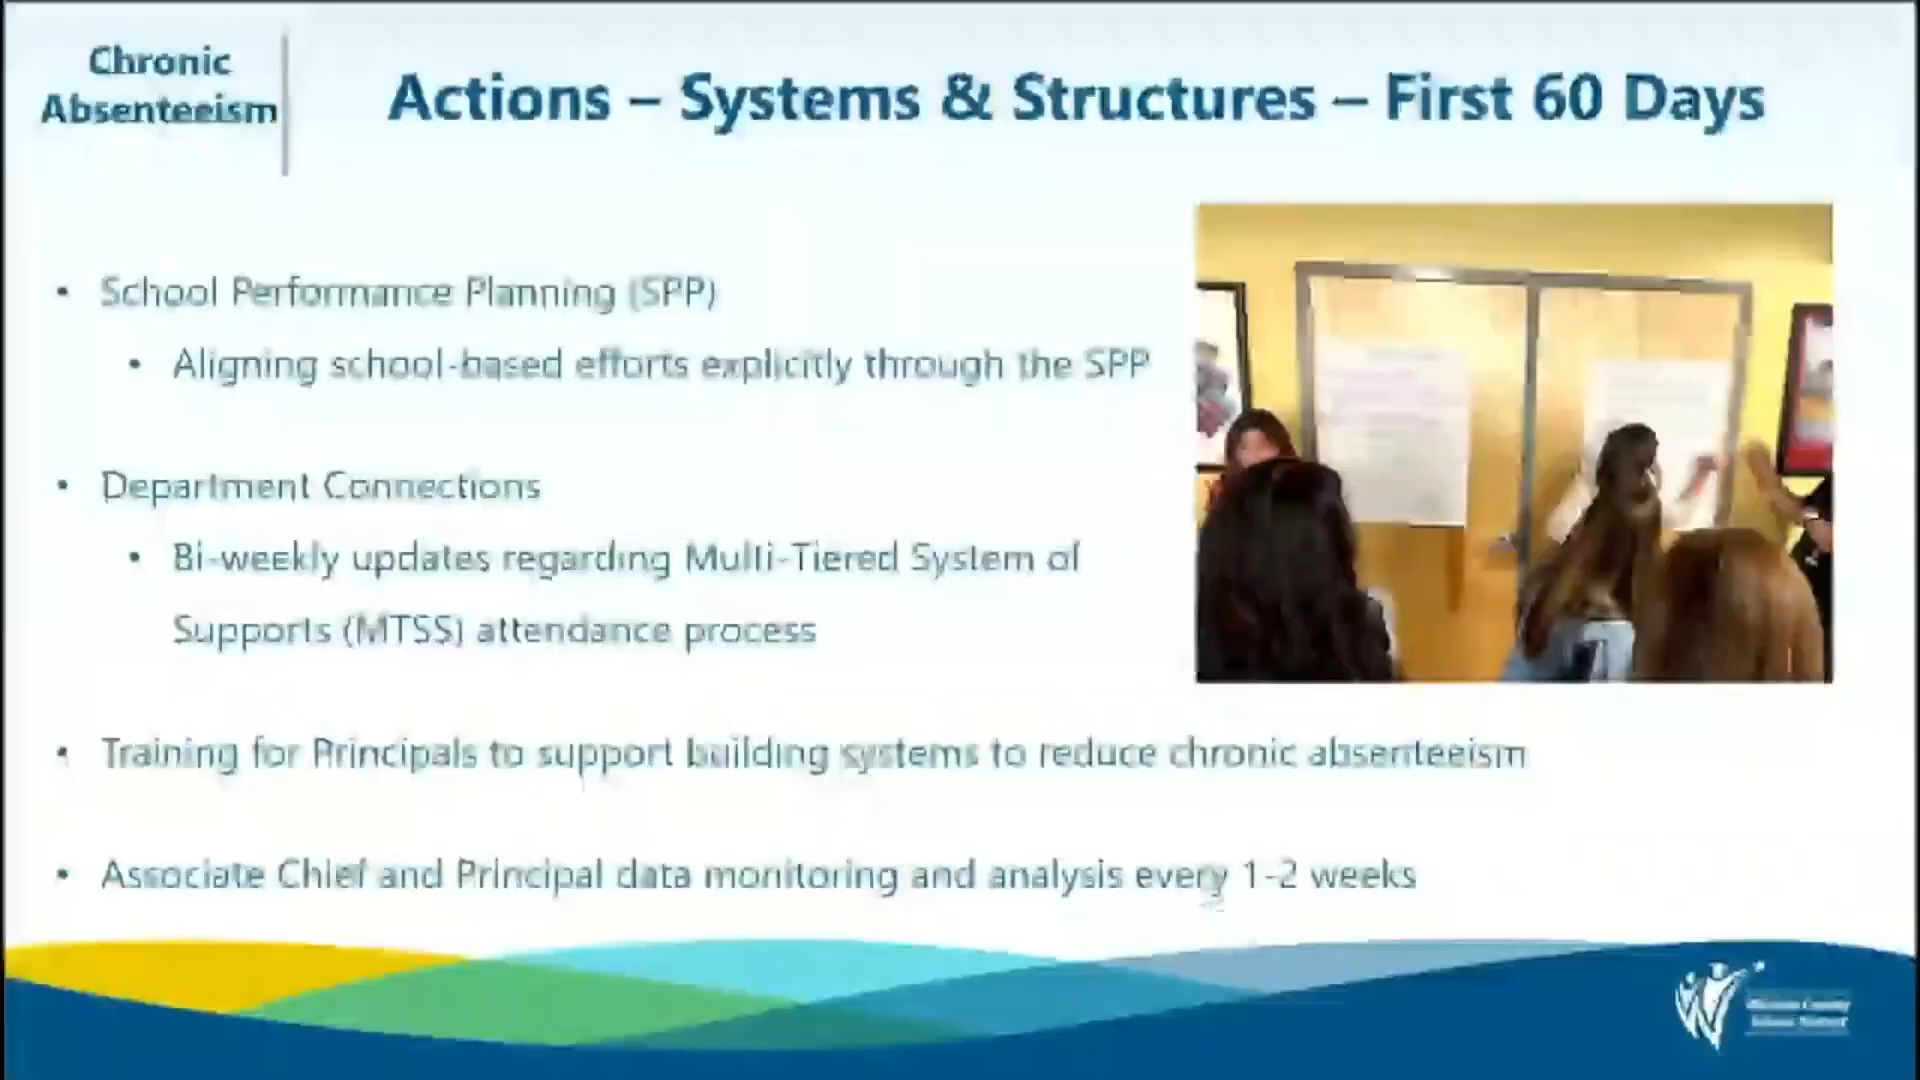 Chronic
Absenteeism
Actions – Systems & Structures – First 60 Days
• School Performance Planning (SPP)
• Aligning school-based efforts explicitly through the SPP
• Department Connections
• Bi-weekly updates regarding Multi-Tiered System of
Supports (MTSS) attendance process
• Training for Principals to support building systems to reduce chronic absenteeism
• Associate Chief and Principal data monitoring and analysis every 1-2 weeks
County
School District